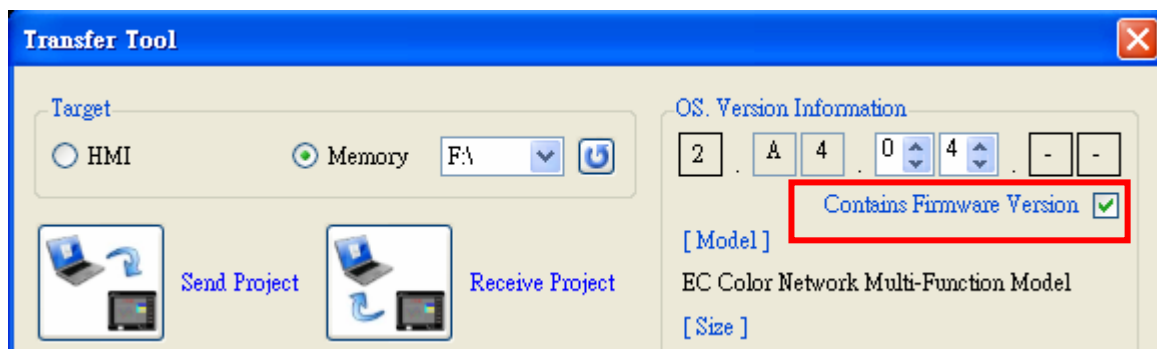 Transfer Tool
Target
HMI
Memory
F:\
Send Project
Receive Project
OS. Version Information
2 . A 4 . 0 4 . - -
Contains Firmware Version
[ Model ]
EC Color Network Multi-Function Model
[ Size ]